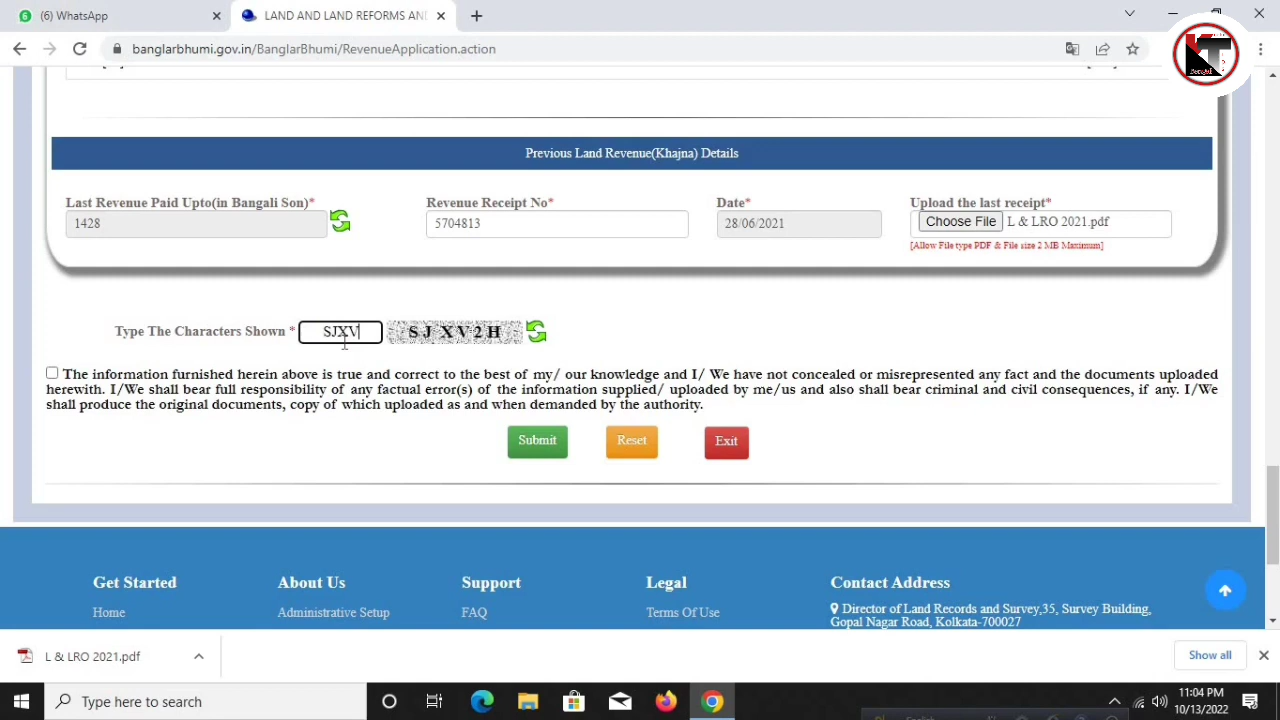 6
(6) WhatsApp
LAND AND LAND REFORMS AN
banglarbhumi.gov.in/BanglarBhumi/RevenueApplication.action
KT
Bengal
Previous Land Revenue(Khajna) Details
Last Revenue Paid Upto(in Bangali Son)*
Revenue Receipt No*
Date*
Upload the last receipt*
1428
5704813
28/06/2021
Choose File L & LRO 2021.pdf
[Allow File type PDF & File size 2 MB Maximum]
Type The Characters Shown *
SJXV
SJXV2H
The information furnished herein above is true and correct to the best of my/ our knowledge and I/ We have not concealed or misrepresented any fact and the documents uploaded
herewith. I/We shall bear full responsibility of any factual error(s) of the information supplied/ uploaded by me/us and also shall bear criminal and civil consequences, if any. I/We
shall produce the original documents, copy of which uploaded as and when demanded by the authority.
Submit
Reset
Exit
Get Started
About Us
Support
Legal
Contact Address
Home
Administrative Setup
FAQ
Terms Of Use
Director of Land Records and Survey,35, Survey Building,
Gopal Nagar Road, Kolkata-700027
L & LRO 2021.pdf
Show all
Type here to search
11:04 PM
10/13/2022
English